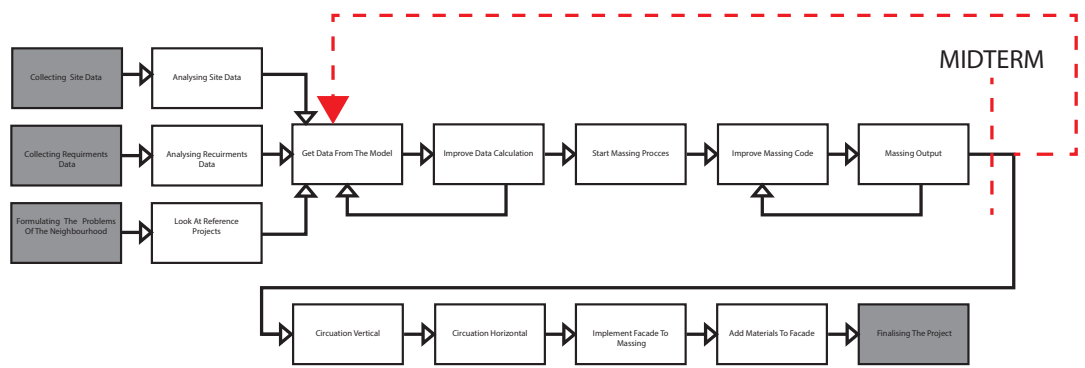 MIDTERM
Collecting Site Data
Analysing Site Data
Collecting Requirments
Data
Analysing Recuirments
Data
Get Data From The Model
Improve Data Calculation
Start Massing Procces
Improve Massing Code
Massing Output
Formulating The Problems
Of The Neighbourhood
Look At Reference
Projects
Circuation Vertical
Circuation Horizontal
Implement Facade To
Massing
Add Materials To Facade
Finalising The Project